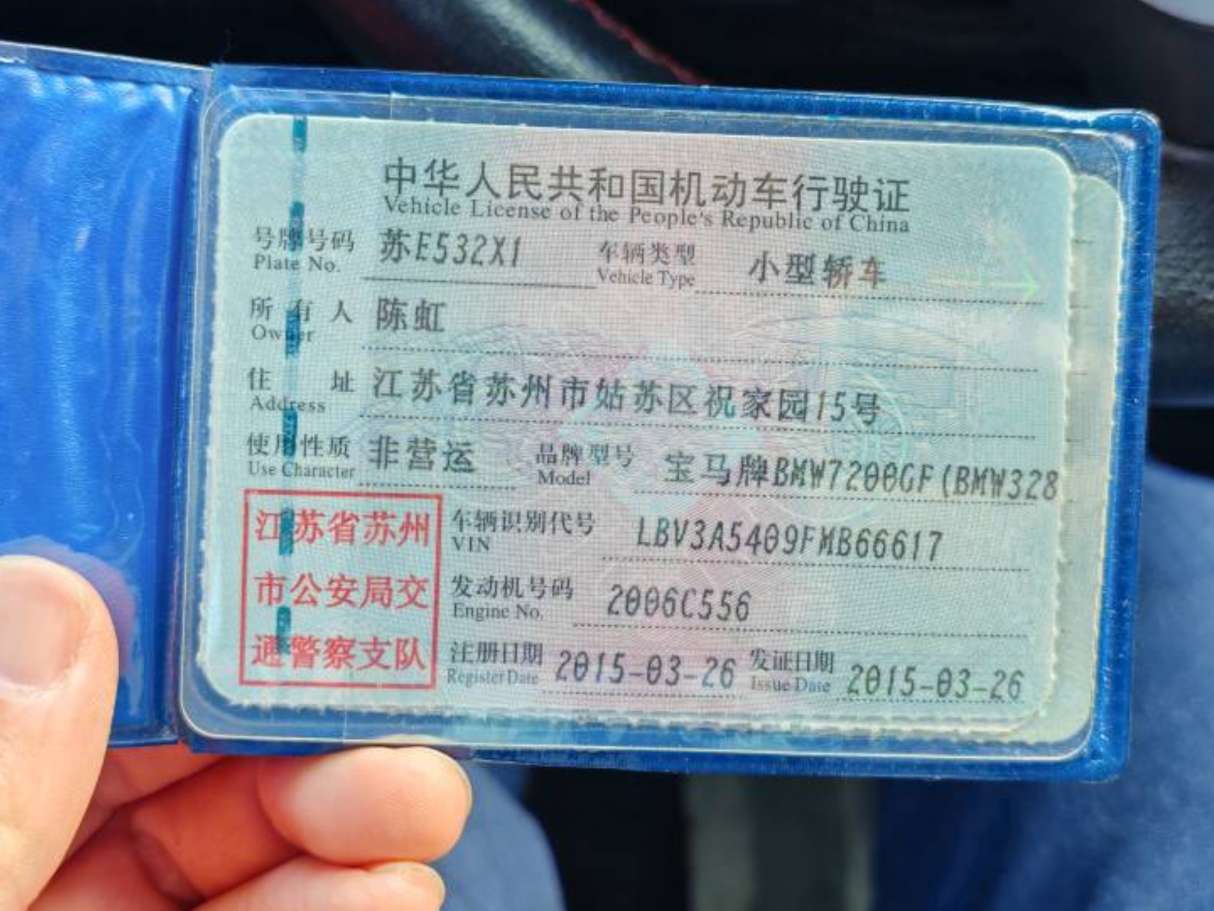 中华人民共和国机动车行驶证
Vehicle License of the People's Republic of China
号牌号码 苏E532X1 车辆类型 小型轿车
Plate No. Vehicle Type
所有人 陈虹
Owner
住址 江苏省苏州市姑苏区祝家园15号
Address
使用性质 非营运 品牌型号 宝马牌BMW7200GF(BMW328
Use Character Model
江苏省苏州 车辆识别代号 LBV3A5409FMB66617
VIN
市公安局交 发动机号码 2006C556
Engine No.
通警察支队 注册日期 2015-03-26 发证日期 2015-03-26
Register Date Issue Date